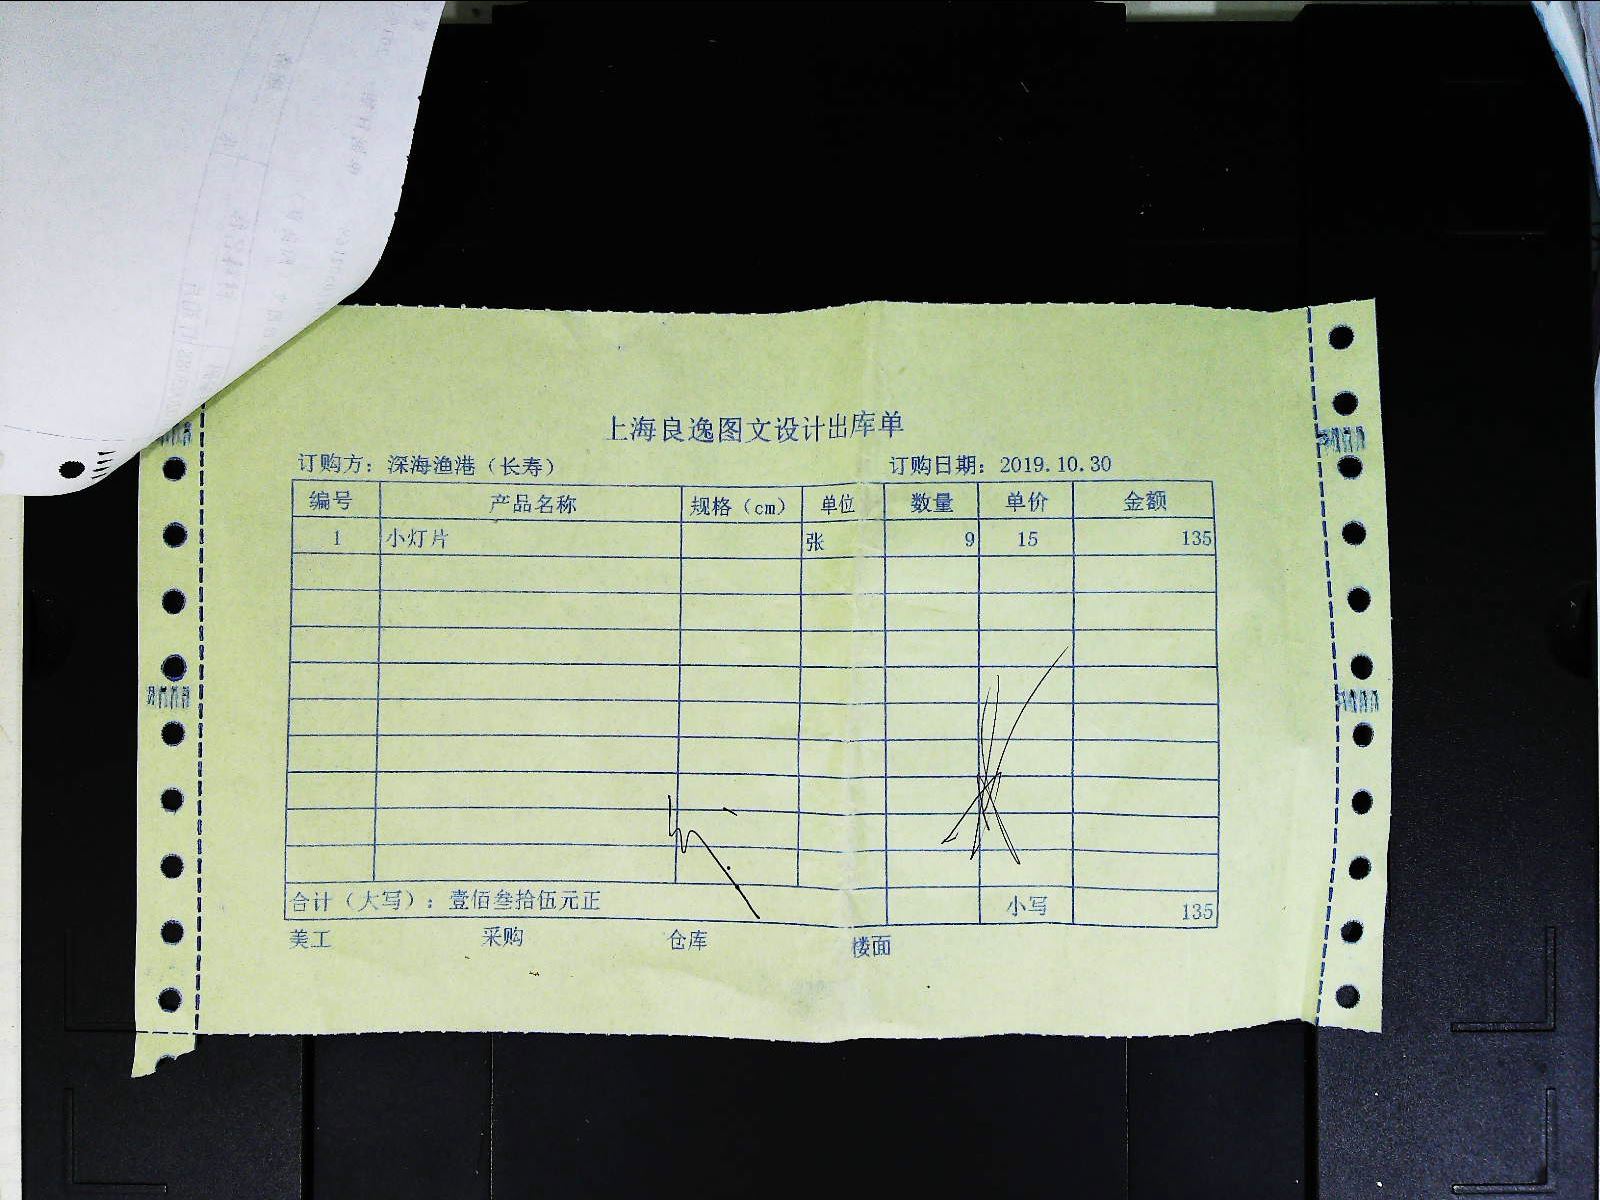 上海良逸图文设计出库单
订购方：深海渔港（长寿） 订购日期：2019.10.30
编号 产品名称 规格（cm） 单位 数量 单价 金额
1 小灯片 张 9 15 135
合计（大写）：壹佰叁拾伍元正 小写 135
美工 采购 仓库 楼面